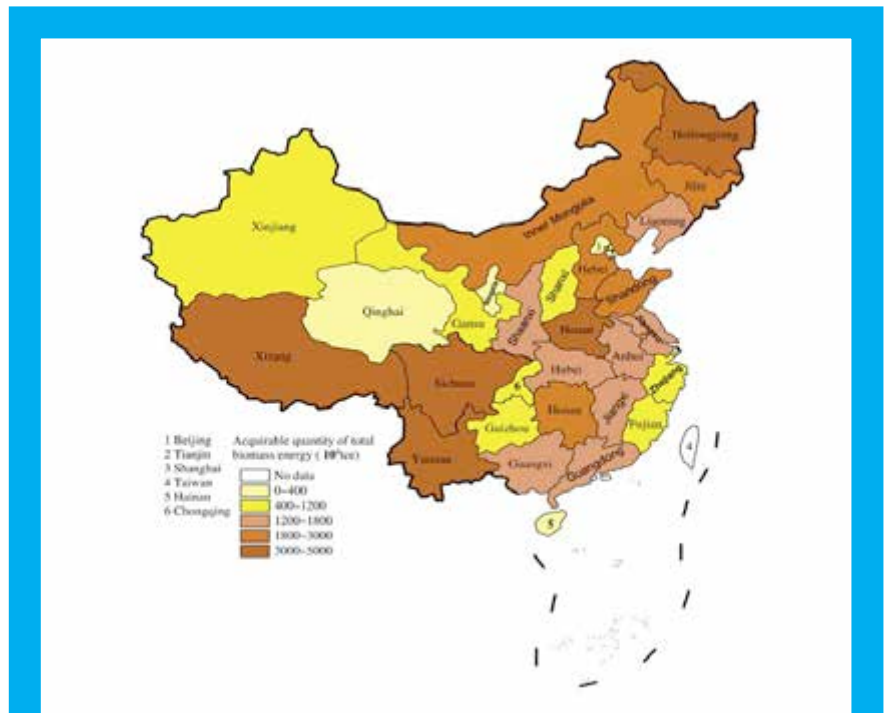 Heilongjiang
Jilin
Liaoning
Inner Mongolia
Xinjiang
1
2
Hebei
Shanxi
Shandong
Qinghai
Gansu
Shaanxi
Henan
Xizang
Sichuan
Hebei
Anhui
Zhejiang
6
Hunan
Jiangxi
Guizhou
Fujian
Yunnan
Guangxi
Guangdong
4
5
1 Beijing
2 Tianjin
3 Shanghai
4 Taiwan
5 Hainan
6 Chongqing
Acquirable quantity of total
biomass energy ( 10⁴tce)
No data
0~400
400~1200
1200~1800
1800~3000
3000~5000